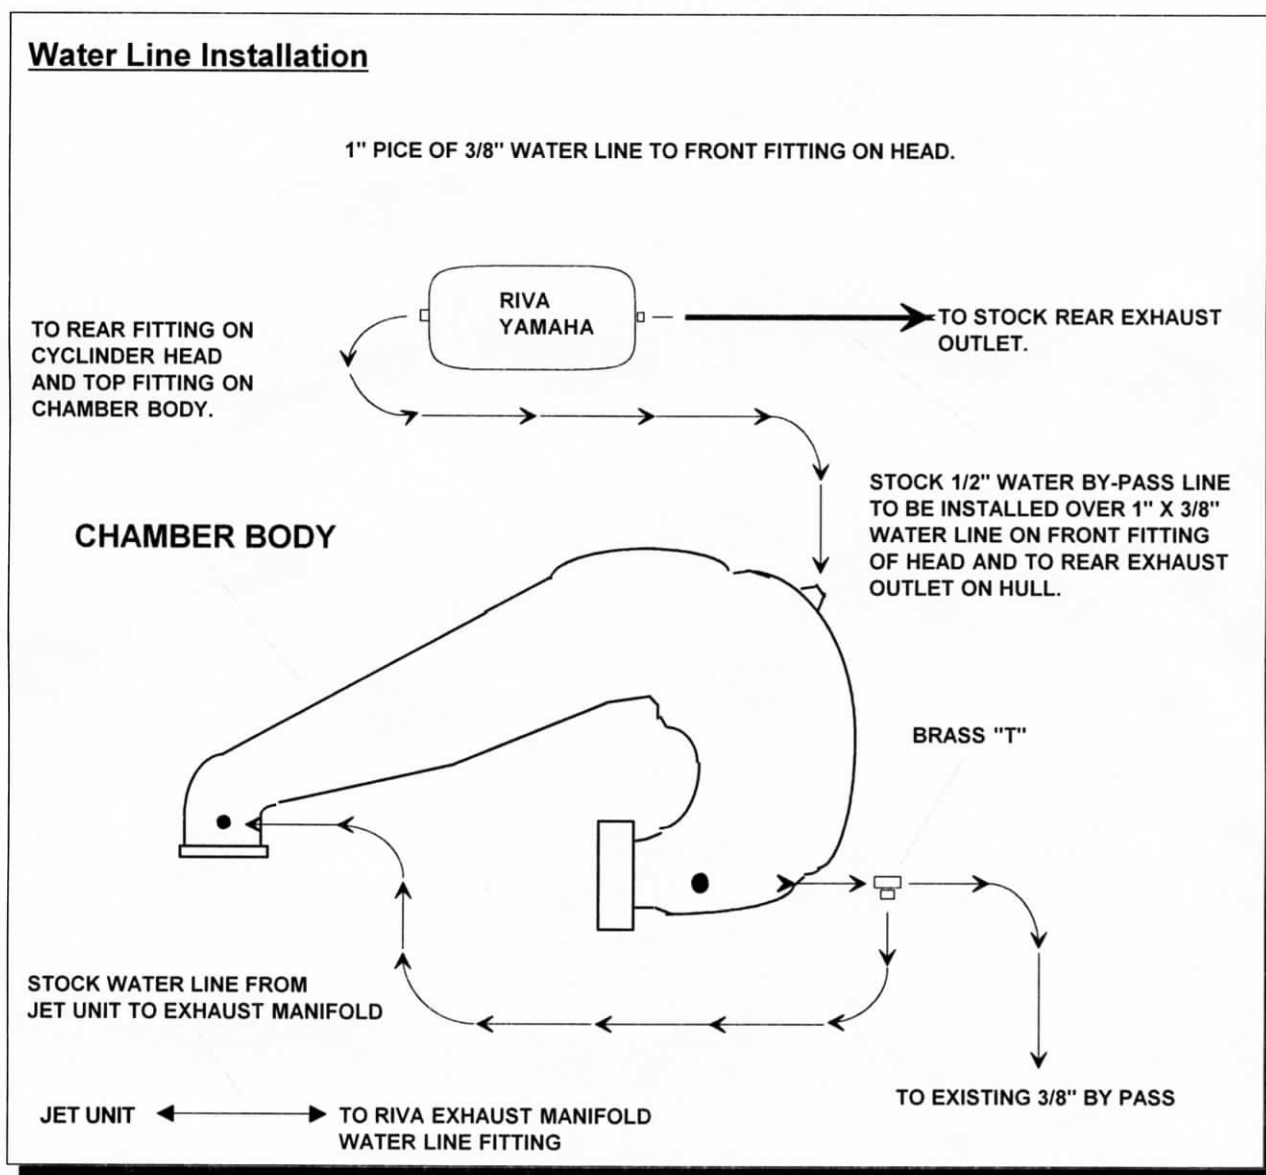 Water Line Installation
1" PICE OF 3/8" WATER LINE TO FRONT FITTING ON HEAD.
RIVA
YAMAHA
TO REAR FITTING ON
CYCLINDER HEAD
AND TOP FITTING ON
CHAMBER BODY.
TO STOCK REAR EXHAUST
OUTLET.
STOCK 1/2" WATER BY-PASS LINE
TO BE INSTALLED OVER 1" X 3/8"
WATER LINE ON FRONT FITTING
OF HEAD AND TO REAR EXHAUST
OUTLET ON HULL.
CHAMBER BODY
BRASS "T"
STOCK WATER LINE FROM
JET UNIT TO EXHAUST MANIFOLD
TO EXISTING 3/8" BY PASS
JET UNIT
TO RIVA EXHAUST MANIFOLD
WATER LINE FITTING